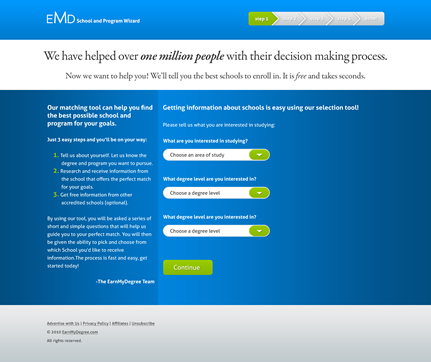 EMD School and Program Wizard
step 1
We have helped over one million people with their decision making process.
Now we want to help you! We'll tell you the best schools to enroll in. It is free and takes seconds.
Our matching tool can help you find
the best possible school and
program for your goals.
Just 3 easy steps and you'll be on your way!
1. Tell us about yourself. Let us know the
degree and program you want to pursue.
2. Research and receive information from
the school that offers the perfect match
for your goals.
3. Get free information from other
accredited schools (optional).
By using our tool, you will be asked a series of
short and simple questions that will help us
guide you to your perfect match. You will then
be given the ability to pick and choose from
which School you'd like to receive
information.The process is fast and easy, get
started today!
-The EarnMyDegree Team
Getting information about schools is easy using our selection tool!
Please tell us what you are interested in studying:
What are you interested in studying?
Choose an area of study
What degree level are you interested in?
Choose a degree level
What degree level are you interested in?
Choose a degree level
Continue
Advertise with Us | Privacy Policy | Affiliates | Unsubscribe
© 2010 EarnMyDegree.com
All rights reserved.